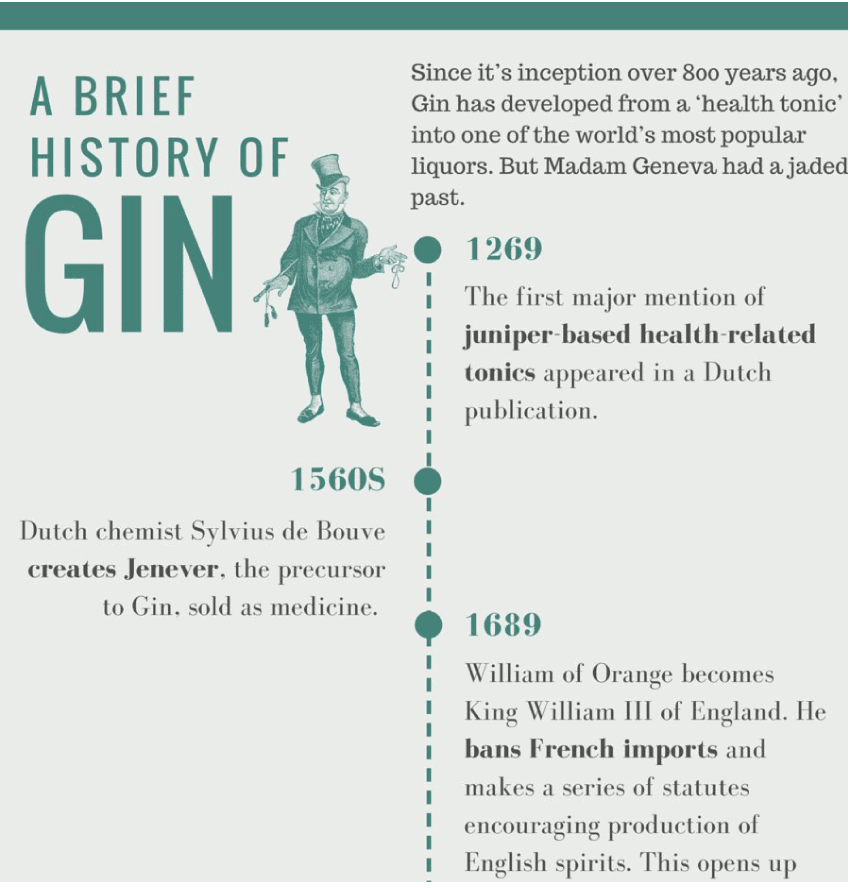 A BRIEF
HISTORY OF
GIN
Since it's inception over 800 years ago,
Gin has developed from a ‘health tonic’
into one of the world's most popular
liquors. But Madam Geneva had a jaded
past.
1269
The first major mention of
juniper-based health-related
tonics appeared in a Dutch
publication.
1560S
Dutch chemist Sylvius de Bouve
creates Jenever, the precursor
to Gin, sold as medicine.
1689
William of Orange becomes
King William III of England. He
bans French imports and
makes a series of statutes
encouraging production of
English spirits. This opens up